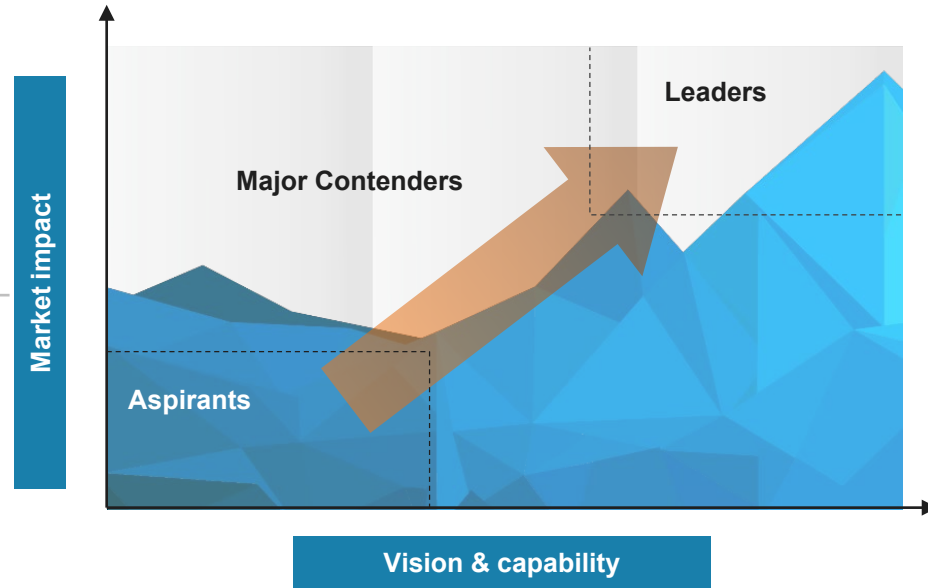 Leaders
Major Contenders
Market impact
Aspirants
Vision & capability